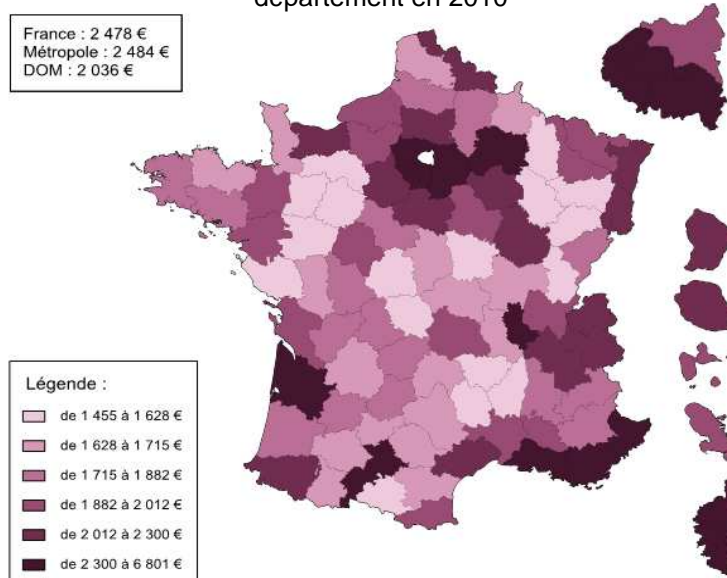 département en 2010
France : 2 478 €
Métropole : 2 484 €
DOM : 2 036 €
Légende :
de 1 455 à 1 628 €
de 1 628 à 1 715 €
de 1 715 à 1 882 €
de 1 882 à 2 012 €
de 2 012 à 2 300 €
de 2 300 à 6 801 €